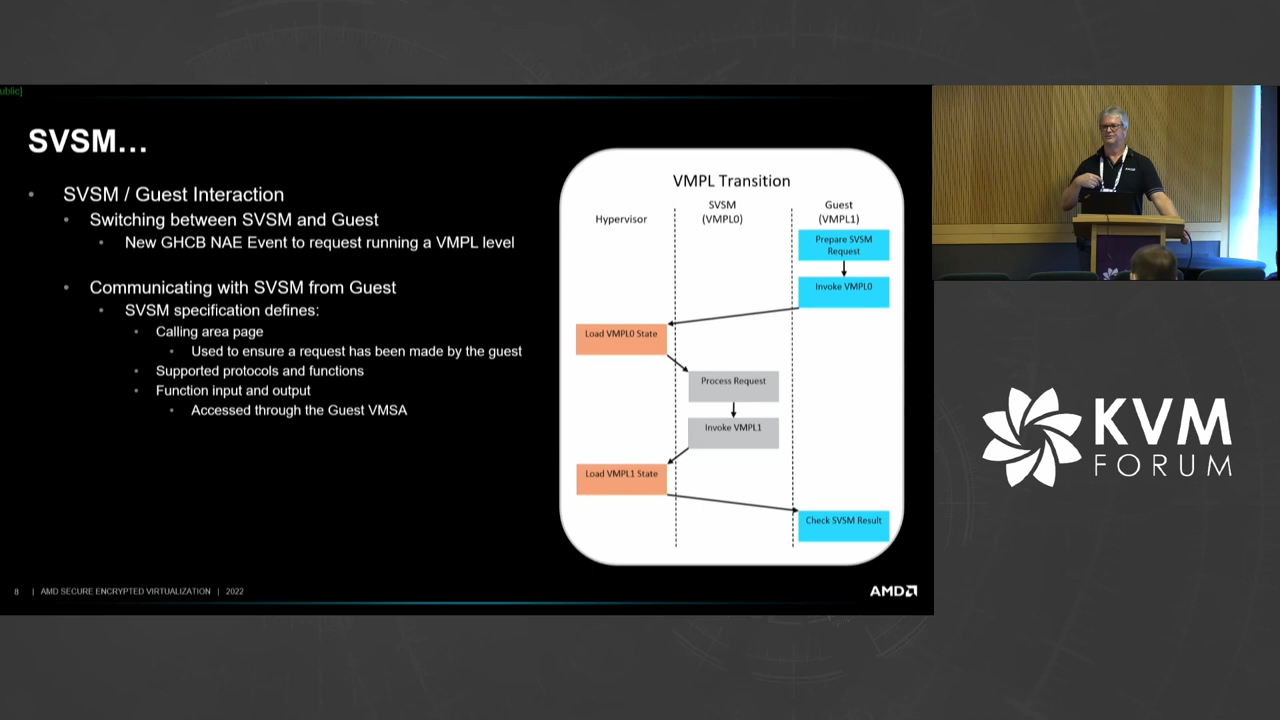 ublic]
SVSM…
• SVSM / Guest Interaction
• Switching between SVSM and Guest
• New GHCB NAE Event to request running a VMPL level
• Communicating with SVSM from Guest
• SVSM specification defines:
• Calling area page
• Used to ensure a request has been made by the guest
• Supported protocols and functions
• Function input and output
• Accessed through the Guest VMSA
VMPL Transition
Hypervisor
SVSM
(VMPL0)
Guest
(VMPL1)
Prepare SVSM
Request
Invoke VMPL0
Load VMPL0 State
Process Request
Invoke VMPL1
Load VMPL1 State
Check SVSM Result
8 | AMD SECURE ENCRYPTED VIRTUALIZATION | 2022
AMD
KVM
FORUM